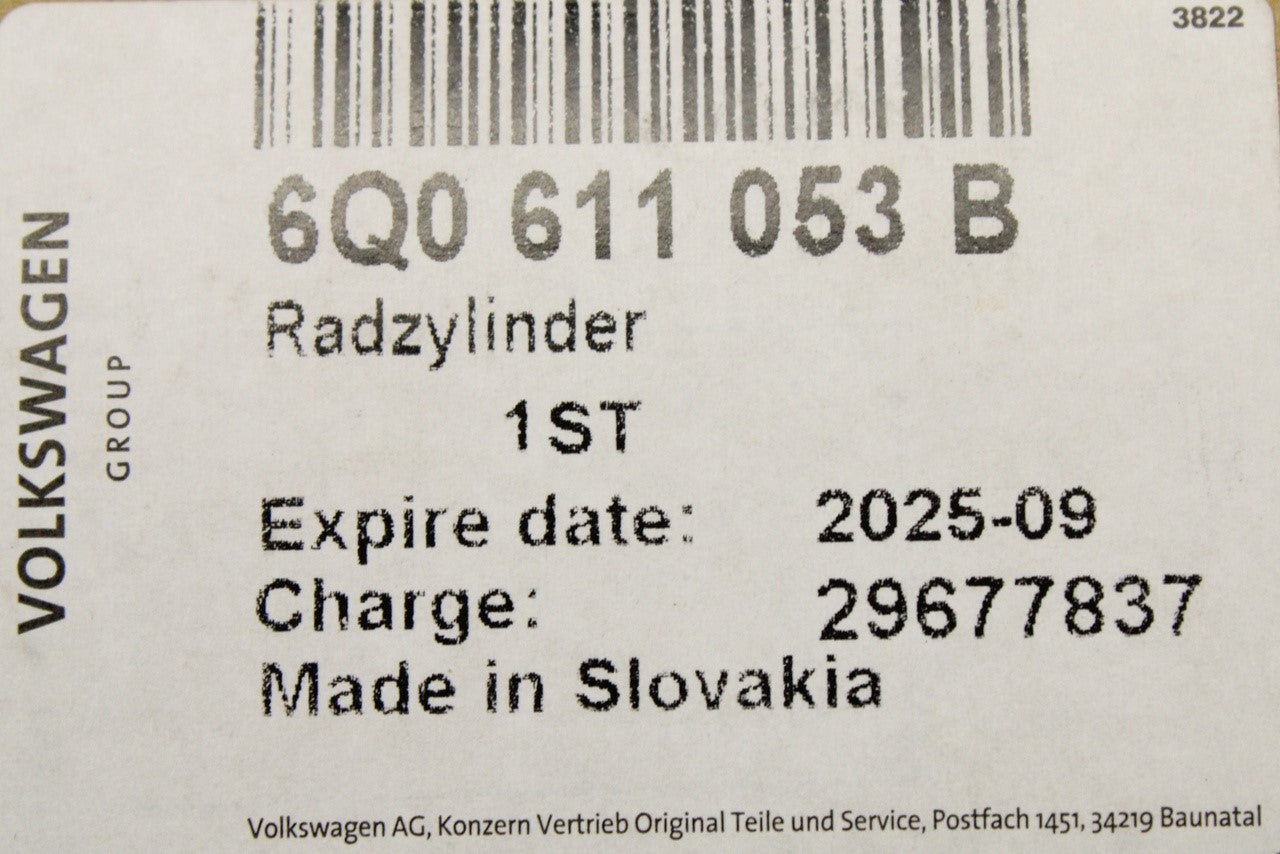 3822
6Q0 611 053 B
Radzylinder
1ST
Expire date: 2025-09
Charge: 29677837
Made in Slovakia
VOLKSWAGEN
GROUP
Volkswagen AG, Konzern Vertrieb Original Teile und Service, Postfach 1451, 34219 Baunatal